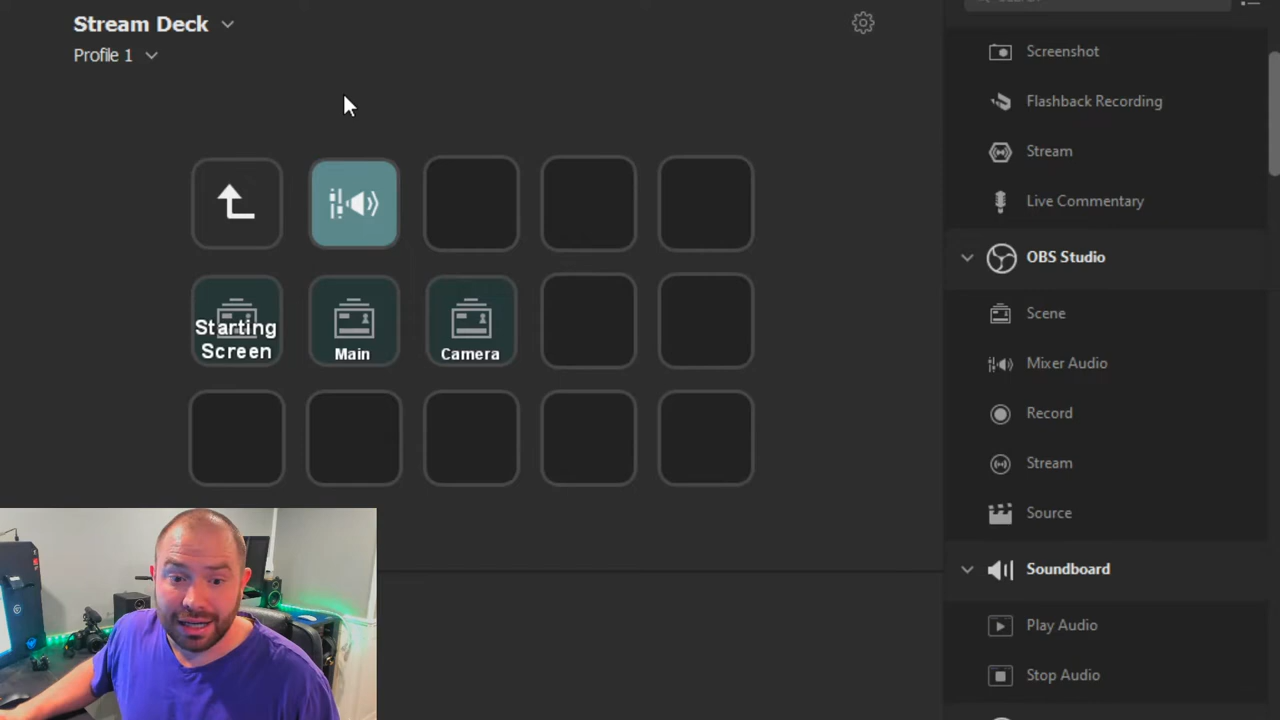 Stream Deck
Profile 1
Starting
Screen
Main
Camera
Screenshot
Flashback Recording
Stream
Live Commentary
OBS Studio
Scene
Mixer Audio
Record
Stream
Source
Soundboard
Play Audio
Stop Audio